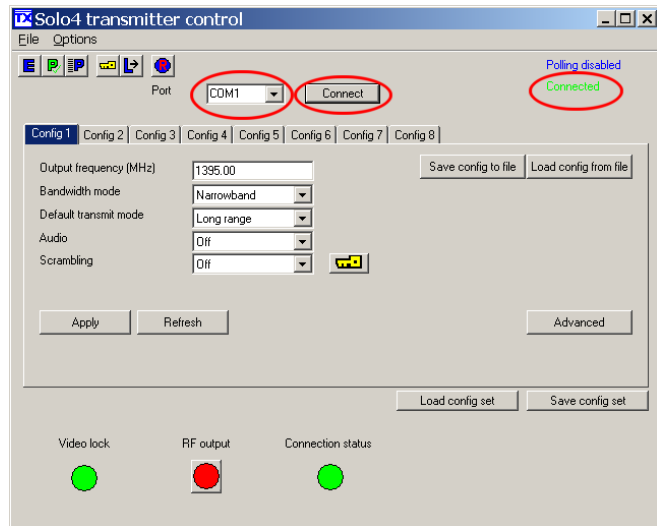 Solo4 transmitter control
File Options
E P P R
Port COM1 Connect
Polling disabled
Connected
Config 1 Config 2 Config 3 Config 4 Config 5 Config 6 Config 7 Config 8
Output frequency (MHz) 1395.00
Save config to file Load config from file
Bandwidth mode Narrowband
Default transmit mode Long range
Audio Off
Scrambling Off
Apply Refresh Advanced
Load config set Save config set
Video lock RF output Connection status